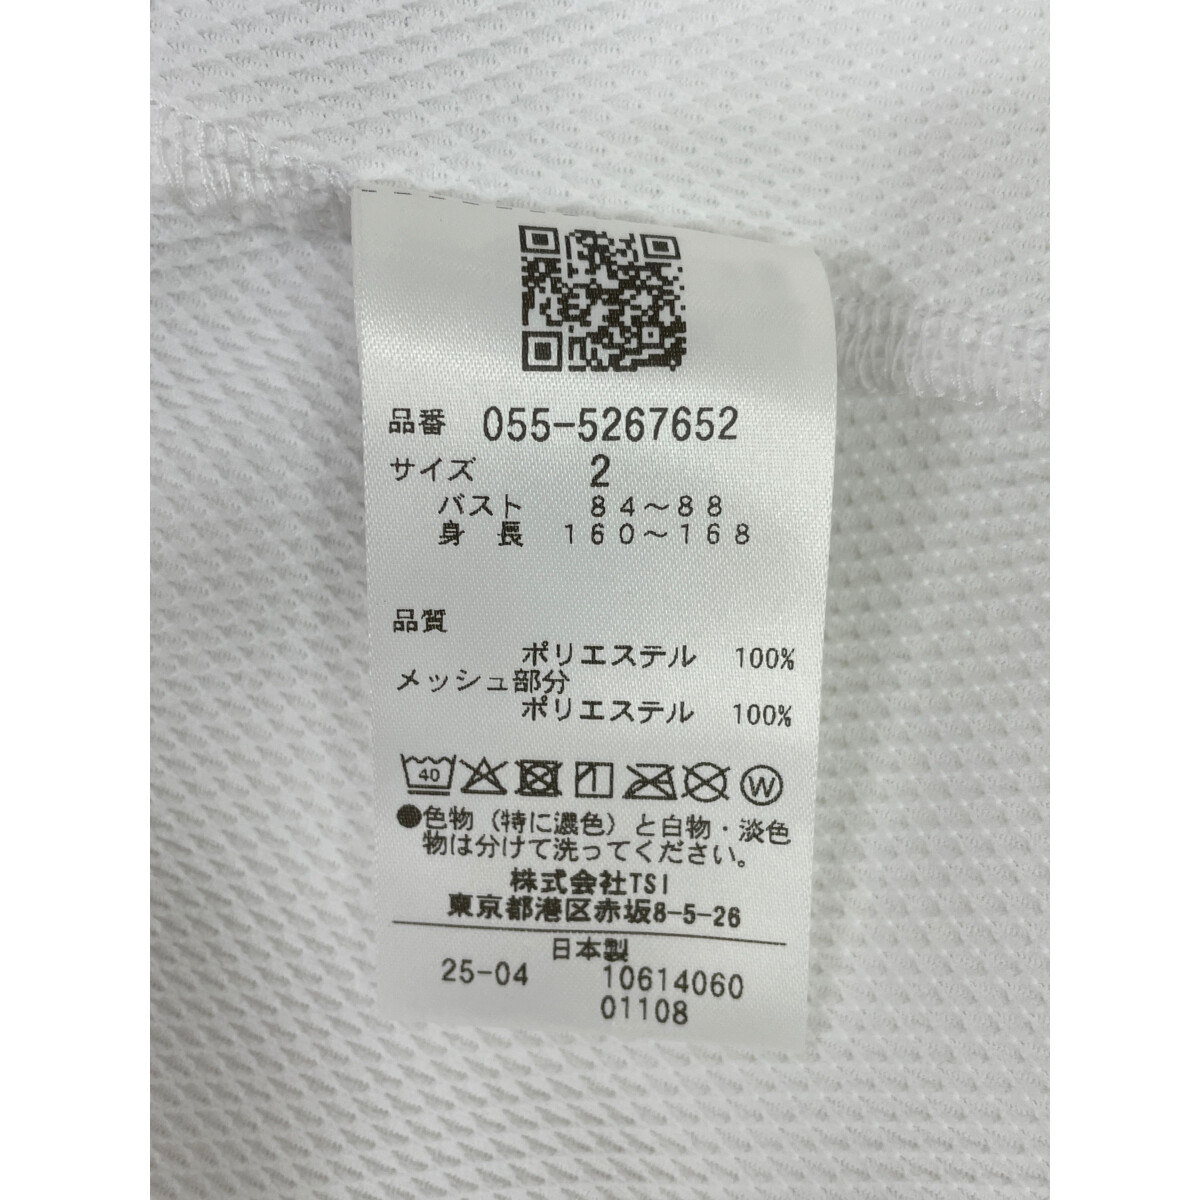 品番 055-5267652
サイズ 2
バスト 84～88
身長 160～168
品質
ポリエステル 100%
メッシュ部分
ポリエステル 100%
40 W
●色物（特に濃色）と白物・淡色
物は分けて洗ってください。
株式会社TSI
東京都港区赤坂8-5-26
日本製
25-04 10614060
01108